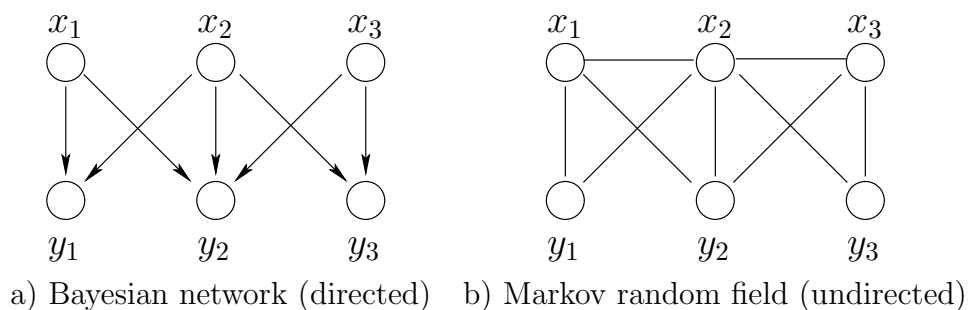 x₁ x₂ x₃ x₁ x₂ x₃
y₁ y₂ y₃ y₁ y₂ y₃
a) Bayesian network (directed) b) Markov random field (undirected)